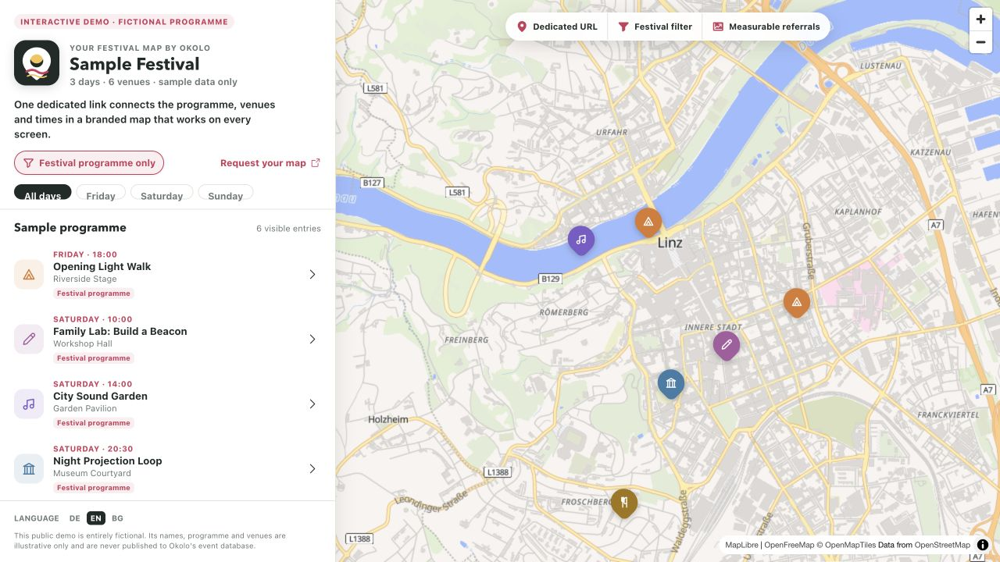 INTERACTIVE DEMO · FICTIONAL PROGRAMME
YOUR FESTIVAL MAP BY OKOLO
Sample Festival
3 days · 6 venues · sample data only
One dedicated link connects the programme, venues
and times in a branded map that works on every
screen.
Festival programme only
Request your map
All days
Friday
Saturday
Sunday
Sample programme
6 visible entries
FRIDAY · 18:00
Opening Light Walk
Riverside Stage
Festival programme
SATURDAY · 10:00
Family Lab: Build a Beacon
Workshop Hall
Festival programme
SATURDAY · 14:00
City Sound Garden
Garden Pavilion
Festival programme
SATURDAY · 20:30
Night Projection Loop
Museum Courtyard
Festival programme
LANGUAGE DE EN BG
This public demo is entirely fictional. Its names, programme and venues are
illustrative only and are never published to Okolo's event database.
Dedicated URL
Festival filter
Measurable referrals
+
−
LUSTENAU
L581
URFAHR
KATZENAU
B127
L581
KAPLANHOF
A7
Linz
Gruberstraße
B129
RÖMERBERG
INNERE STADT
FREINBERG
A7
Holzheim
FRANCKVIERTEL
L1388
Leondinger Straße
FROSCHBERG
Waldeggstraße
L1388
A7
MapLibre | OpenFreeMap © OpenMapTiles Data from OpenStreetMap